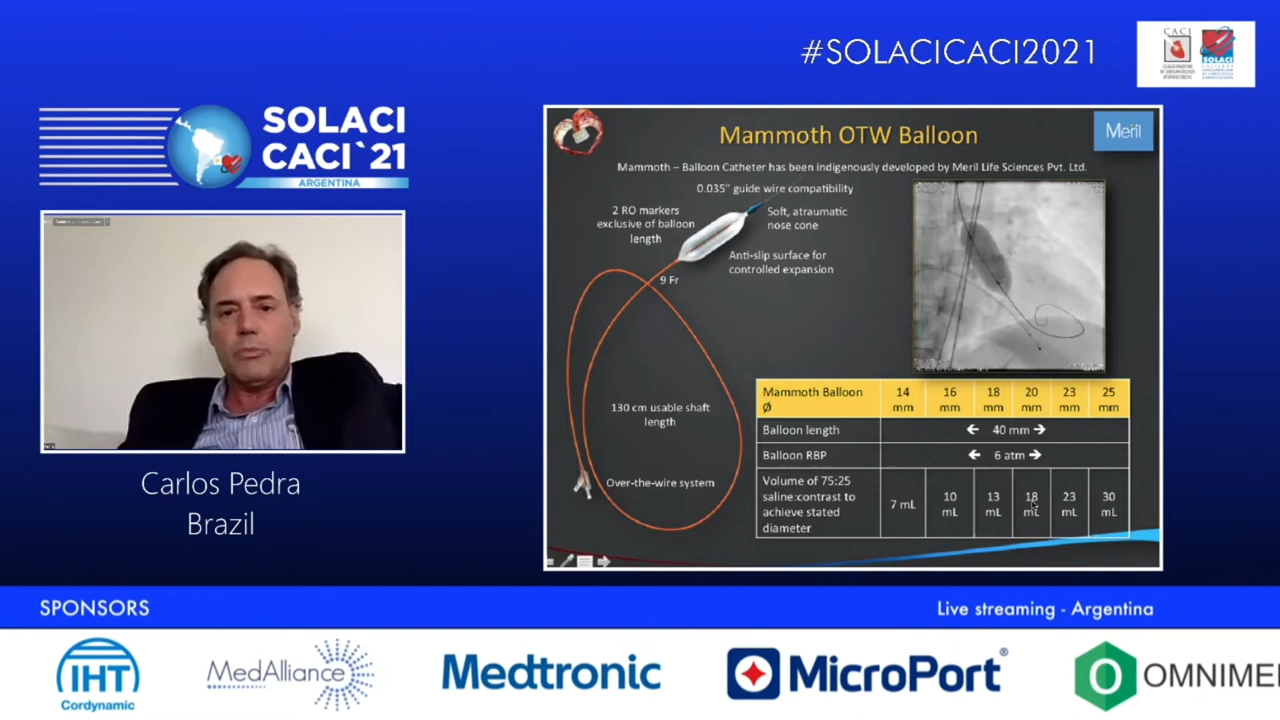 #SOLACICACI2021
CACI
SOLACI
SOLACI
CACI`21
ARGENTINA
Carlos Pedra
Brazil
Mammoth OTW Balloon
Meril
Mammoth – Balloon Catheter has been indigenously developed by Meril Life Sciences Pvt. Ltd.
0.035” guide wire compatibility
2 RO markers
exclusive of balloon
length
Soft, atraumatic
nose cone
Anti-slip surface for
controlled expansion
9 Fr
130 cm usable shaft
length
Over-the-wire system
Mammoth Balloon Ø 14 mm 16 mm 18 mm 20 mm 23 mm 25 mm
Balloon length 40 mm
Balloon RBP 6 atm
Volume of 75:25 saline:contrast to achieve stated diameter 7 mL 10 mL 13 mL 18 mL 23 mL 30 mL
SPONSORS
Live streaming - Argentina
IHT
Cordynamic
MedAlliance
Medtronic
MicroPort®
OMNIME